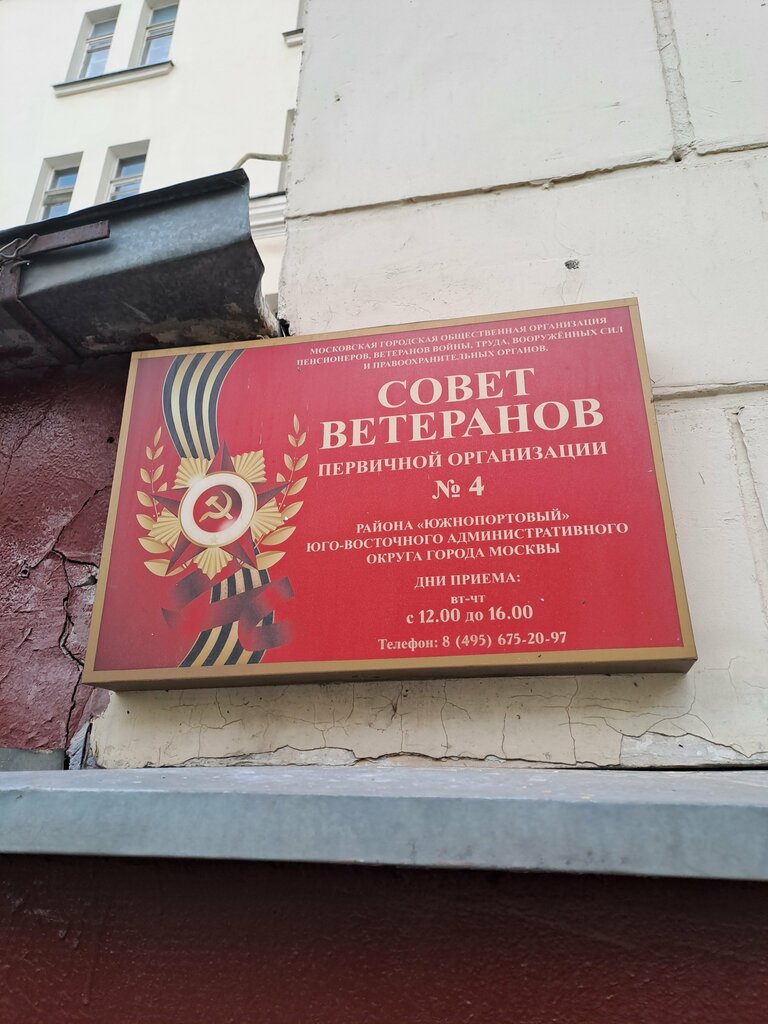 МОСКОВСКАЯ ГОРОДСКАЯ ОБЩЕСТВЕННАЯ ОРГАНИЗАЦИЯ
ПЕНСИОНЕРОВ, ВЕТЕРАНОВ ВОЙНЫ, ТРУДА, ВООРУЖЁННЫХ СИЛ
И ПРАВООХРАНИТЕЛЬНЫХ ОРГАНОВ.
СОВЕТ
ВЕТЕРАНОВ
ПЕРВИЧНОЙ ОРГАНИЗАЦИИ
№ 4
РАЙОНА «ЮЖНОПОРТОВЫЙ»
ЮГО-ВОСТОЧНОГО АДМИНИСТРАТИВНОГО
ОКРУГА ГОРОДА МОСКВЫ
ДНИ ПРИЕМА:
ВТ-ЧТ
с 12.00 до 16.00
Телефон: 8 (495) 675-20-97